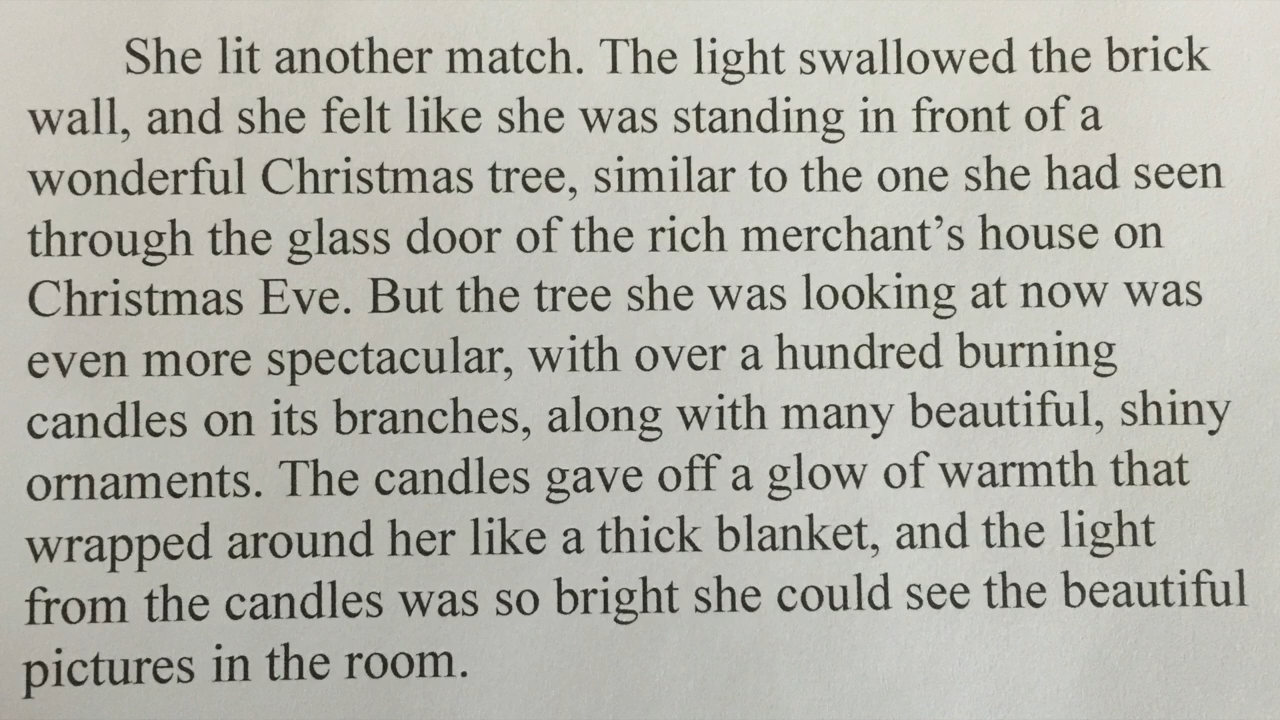 She lit another match. The light swallowed the brick
wall, and she felt like she was standing in front of a
wonderful Christmas tree, similar to the one she had seen
through the glass door of the rich merchant’s house on
Christmas Eve. But the tree she was looking at now was
even more spectacular, with over a hundred burning
candles on its branches, along with many beautiful, shiny
ornaments. The candles gave off a glow of warmth that
wrapped around her like a thick blanket, and the light
from the candles was so bright she could see the beautiful
pictures in the room.